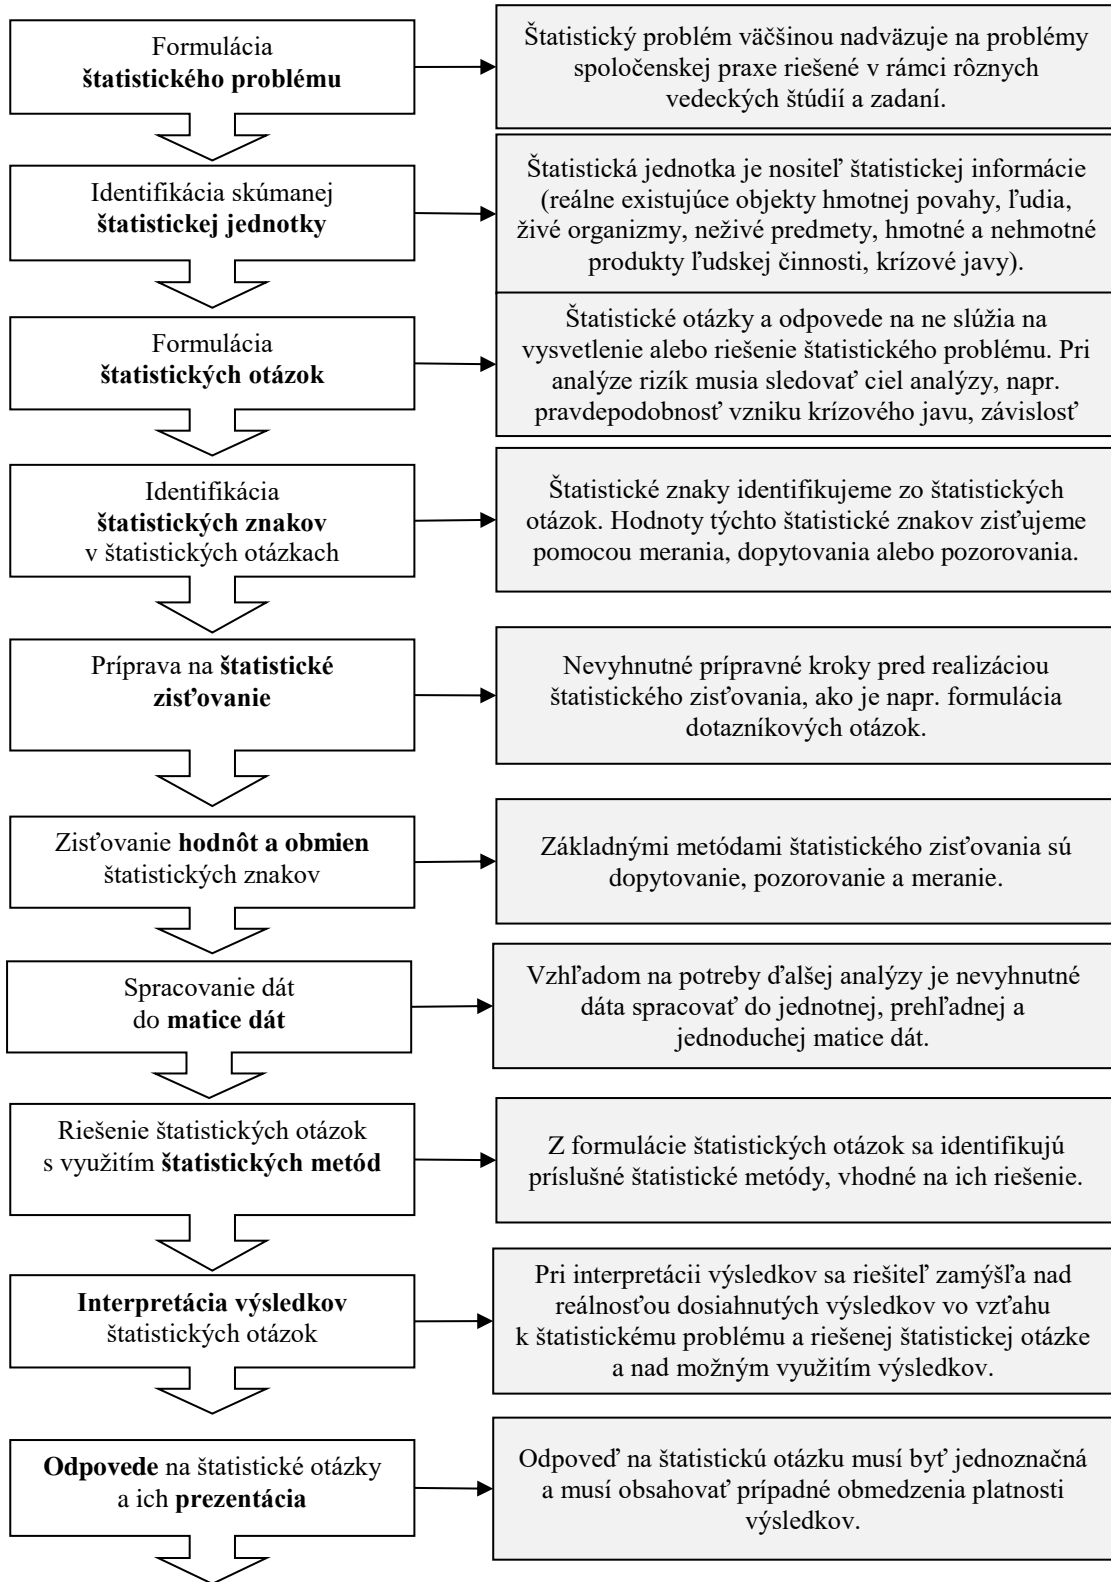 Formulácia
štatistického problému
Štatistický problém väčšinou nadväzuje na problémy
spoločenskej praxe riešené v rámci rôznych
vedeckých štúdií a zadaní.
Identifikácia skúmanej
štatistickej jednotky
Štatistická jednotka je nositeľ štatistickej informácie
(reálne existujúce objekty hmotnej povahy, ľudia,
živé organizmy, neživé predmety, hmotné a nehmotné
produkty ľudskej činnosti, krízové javy).
Formulácia
štatistických otázok
Štatistické otázky a odpovede na ne slúžia na
vysvetlenie alebo riešenie štatistického problému. Pri
analýze rizík musia sledovať ciel analýzy, napr.
pravdepodobnosť vzniku krízového javu, závislosť
Identifikácia
štatistických znakov
v štatistických otázkach
Štatistické znaky identifikujeme zo štatistických
otázok. Hodnoty týchto štatistické znakov zisťujeme
pomocou merania, dopytovania alebo pozorovania.
Príprava na štatistické
zisťovanie
Nevyhnutné prípravné kroky pred realizáciou
štatistického zisťovania, ako je napr. formulácia
dotazníkových otázok.
Zisťovanie hodnôt a obmien
štatistických znakov
Základnými metódami štatistického zisťovania sú
dopytovanie, pozorovanie a meranie.
Spracovanie dát
do matice dát
Vzhľadom na potreby ďalšej analýzy je nevyhnutné
dáta spracovať do jednotnej, prehľadnej a
jednoduchej matice dát.
Riešenie štatistických otázok
s využitím štatistických metód
Z formulácie štatistických otázok sa identifikujú
príslušné štatistické metódy, vhodné na ich riešenie.
Interpretácia výsledkov
štatistických otázok
Pri interpretácii výsledkov sa riešiteľ zamýšľa nad
reálnosťou dosiahnutých výsledkov vo vzťahu
k štatistickému problému a riešenej štatistickej otázke
a nad možným využitím výsledkov.
Odpovede na štatistické otázky
a ich prezentácia
Odpoveď na štatistickú otázku musí byť jednoznačná
a musí obsahovať prípadné obmedzenia platnosti
výsledkov.